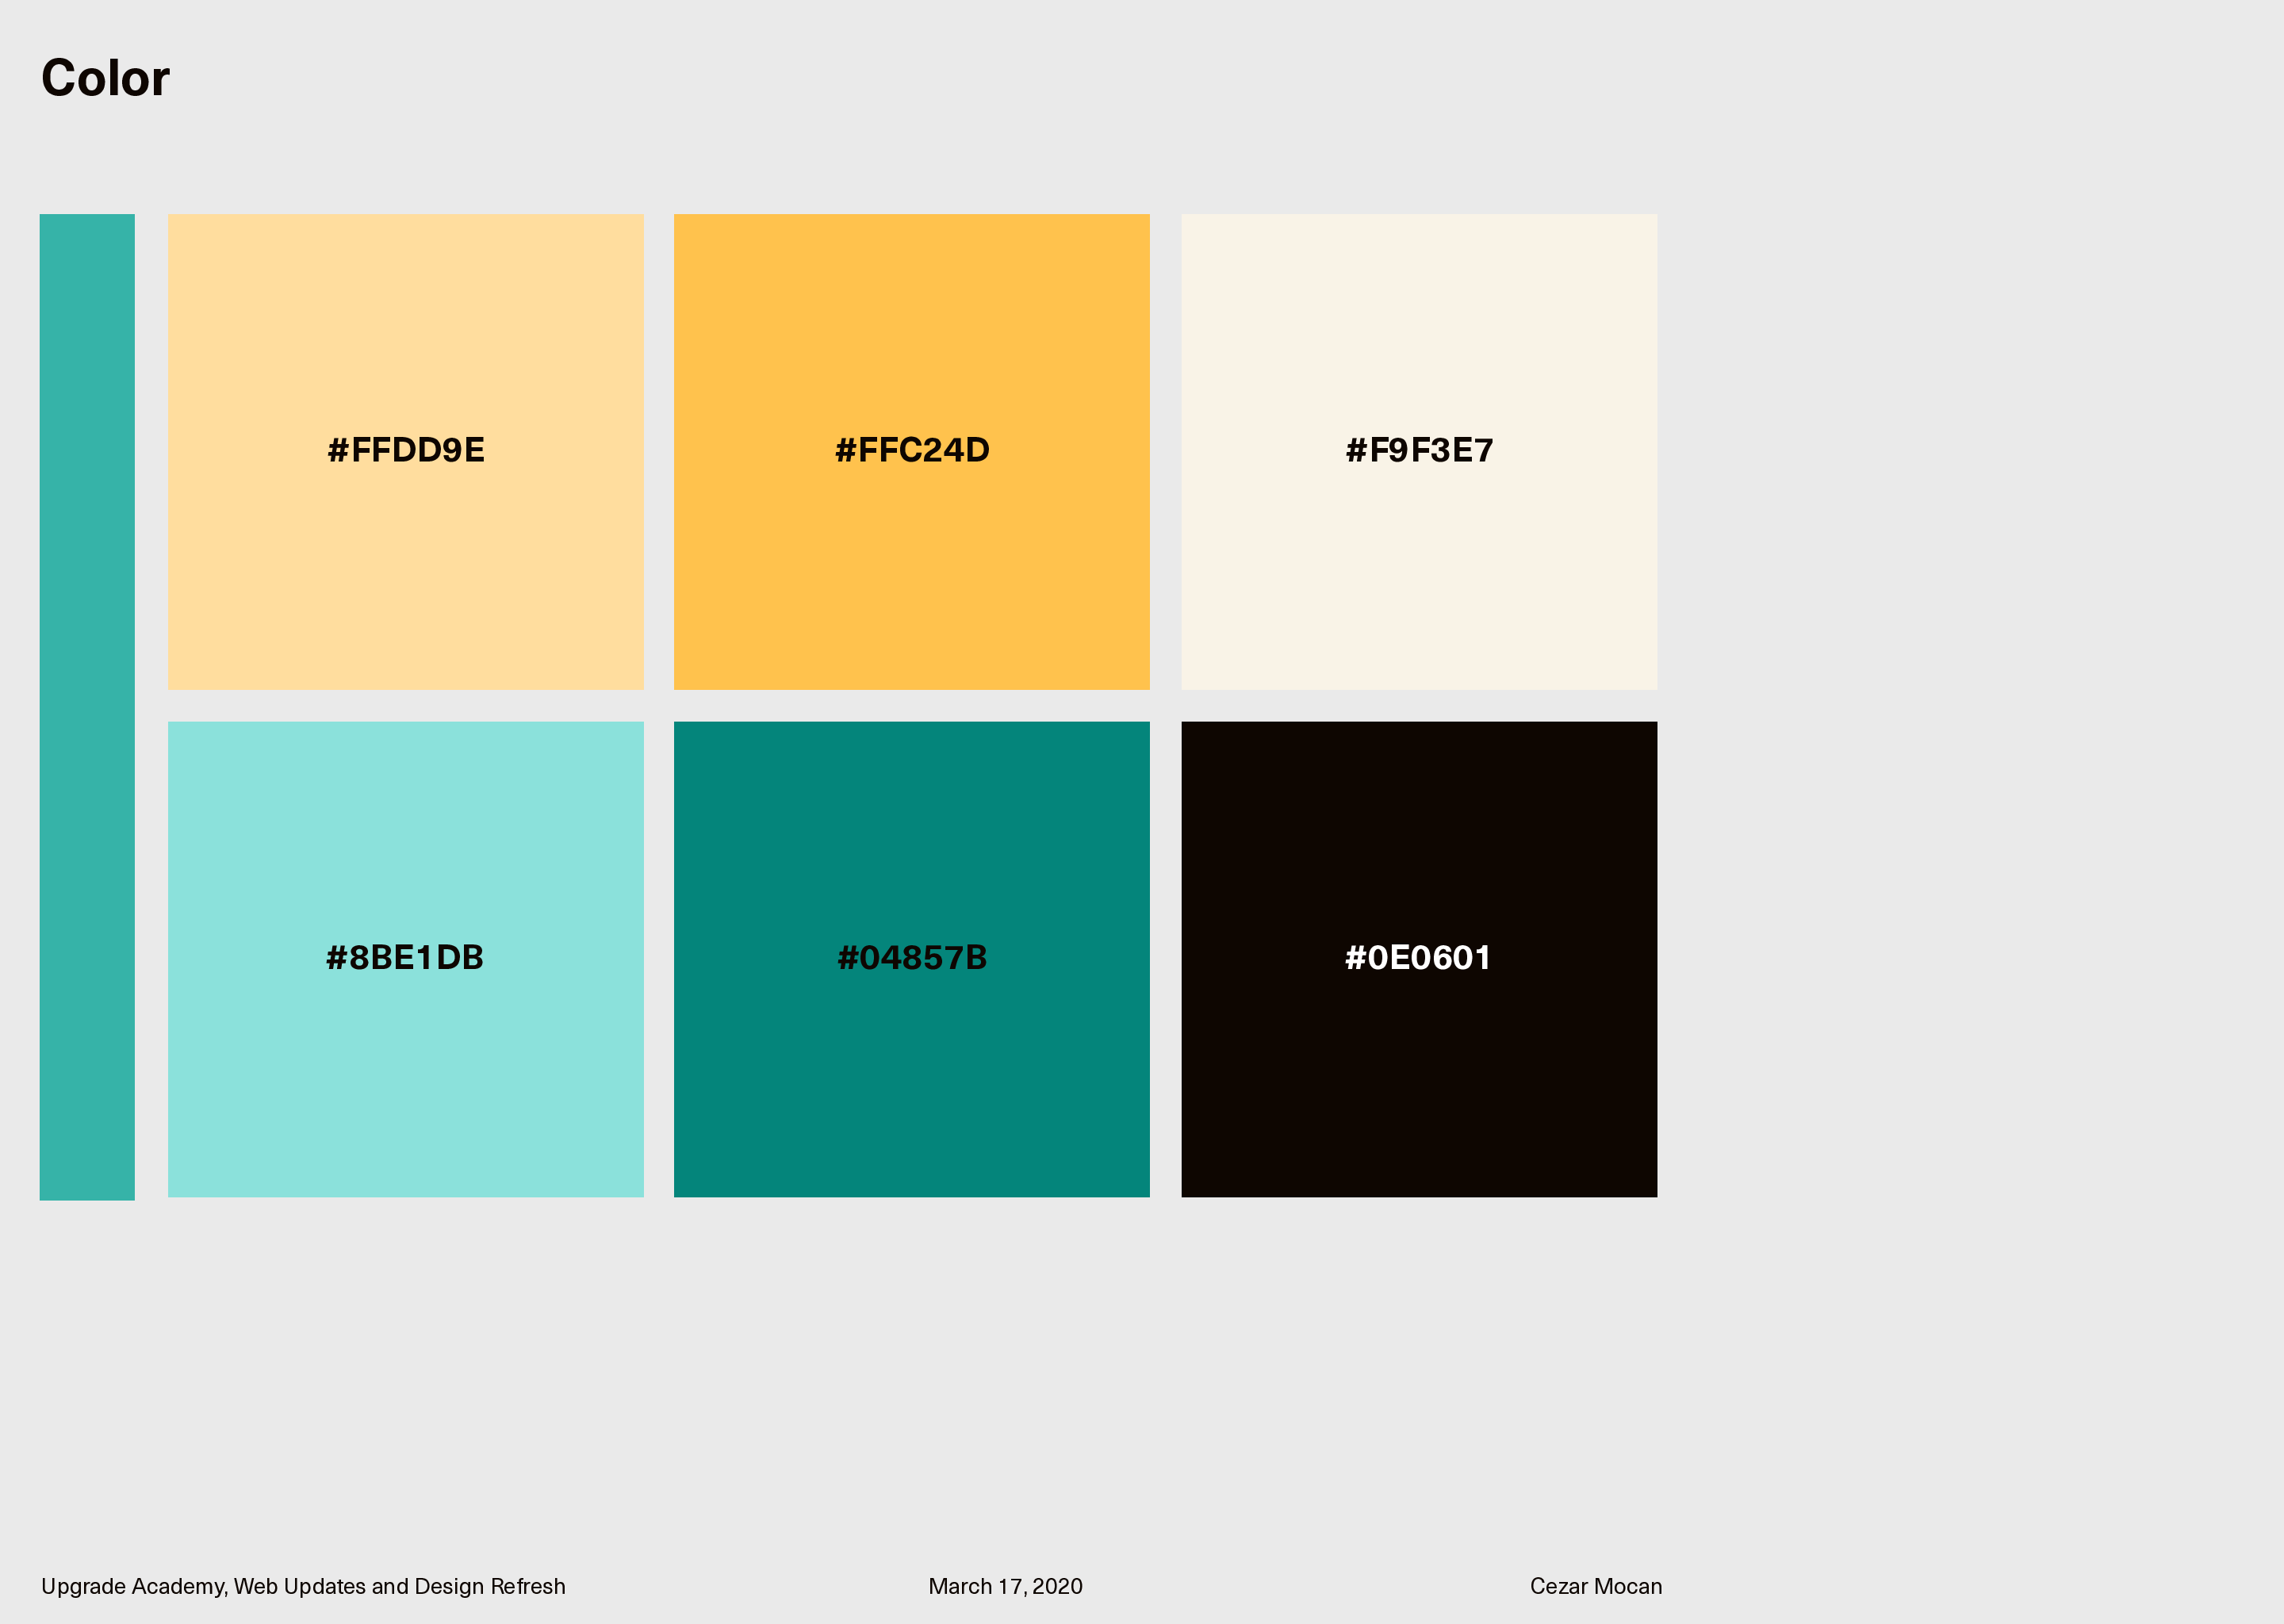 Color
#FFDD9E
#FFC24D
#F9F3E7
#8BE1DB
#04857B
#0E0601
Upgrade Academy, Web Updates and Design Refresh
March 17, 2020
Cezar Mocan